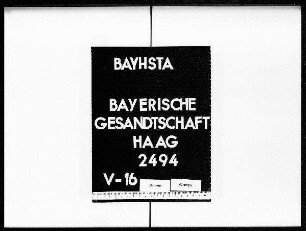 BAYHSTA
BAYERISCHE
GESANDTSCHAFT
HAAG
2494
V-16